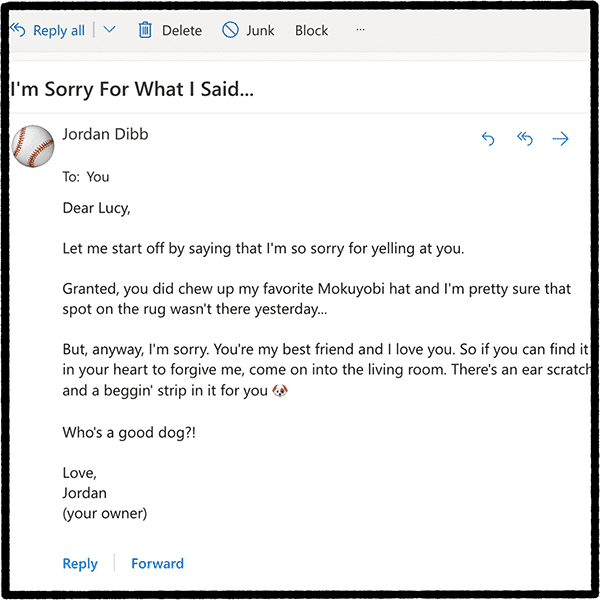 Reply all Delete Junk Block ...
I'm Sorry For What I Said...
Jordan Dibb
To: You
Dear Lucy,
Let me start off by saying that I'm so sorry for yelling at you.
Granted, you did chew up my favorite Mokuyobi hat and I'm pretty sure that
spot on the rug wasn't there yesterday...
But, anyway, I'm sorry. You're my best friend and I love you. So if you can find it
in your heart to forgive me, come on into the living room. There's an ear scratch
and a beggin' strip in it for you 🐶
Who's a good dog?!
Love,
Jordan
(your owner)
Reply Forward